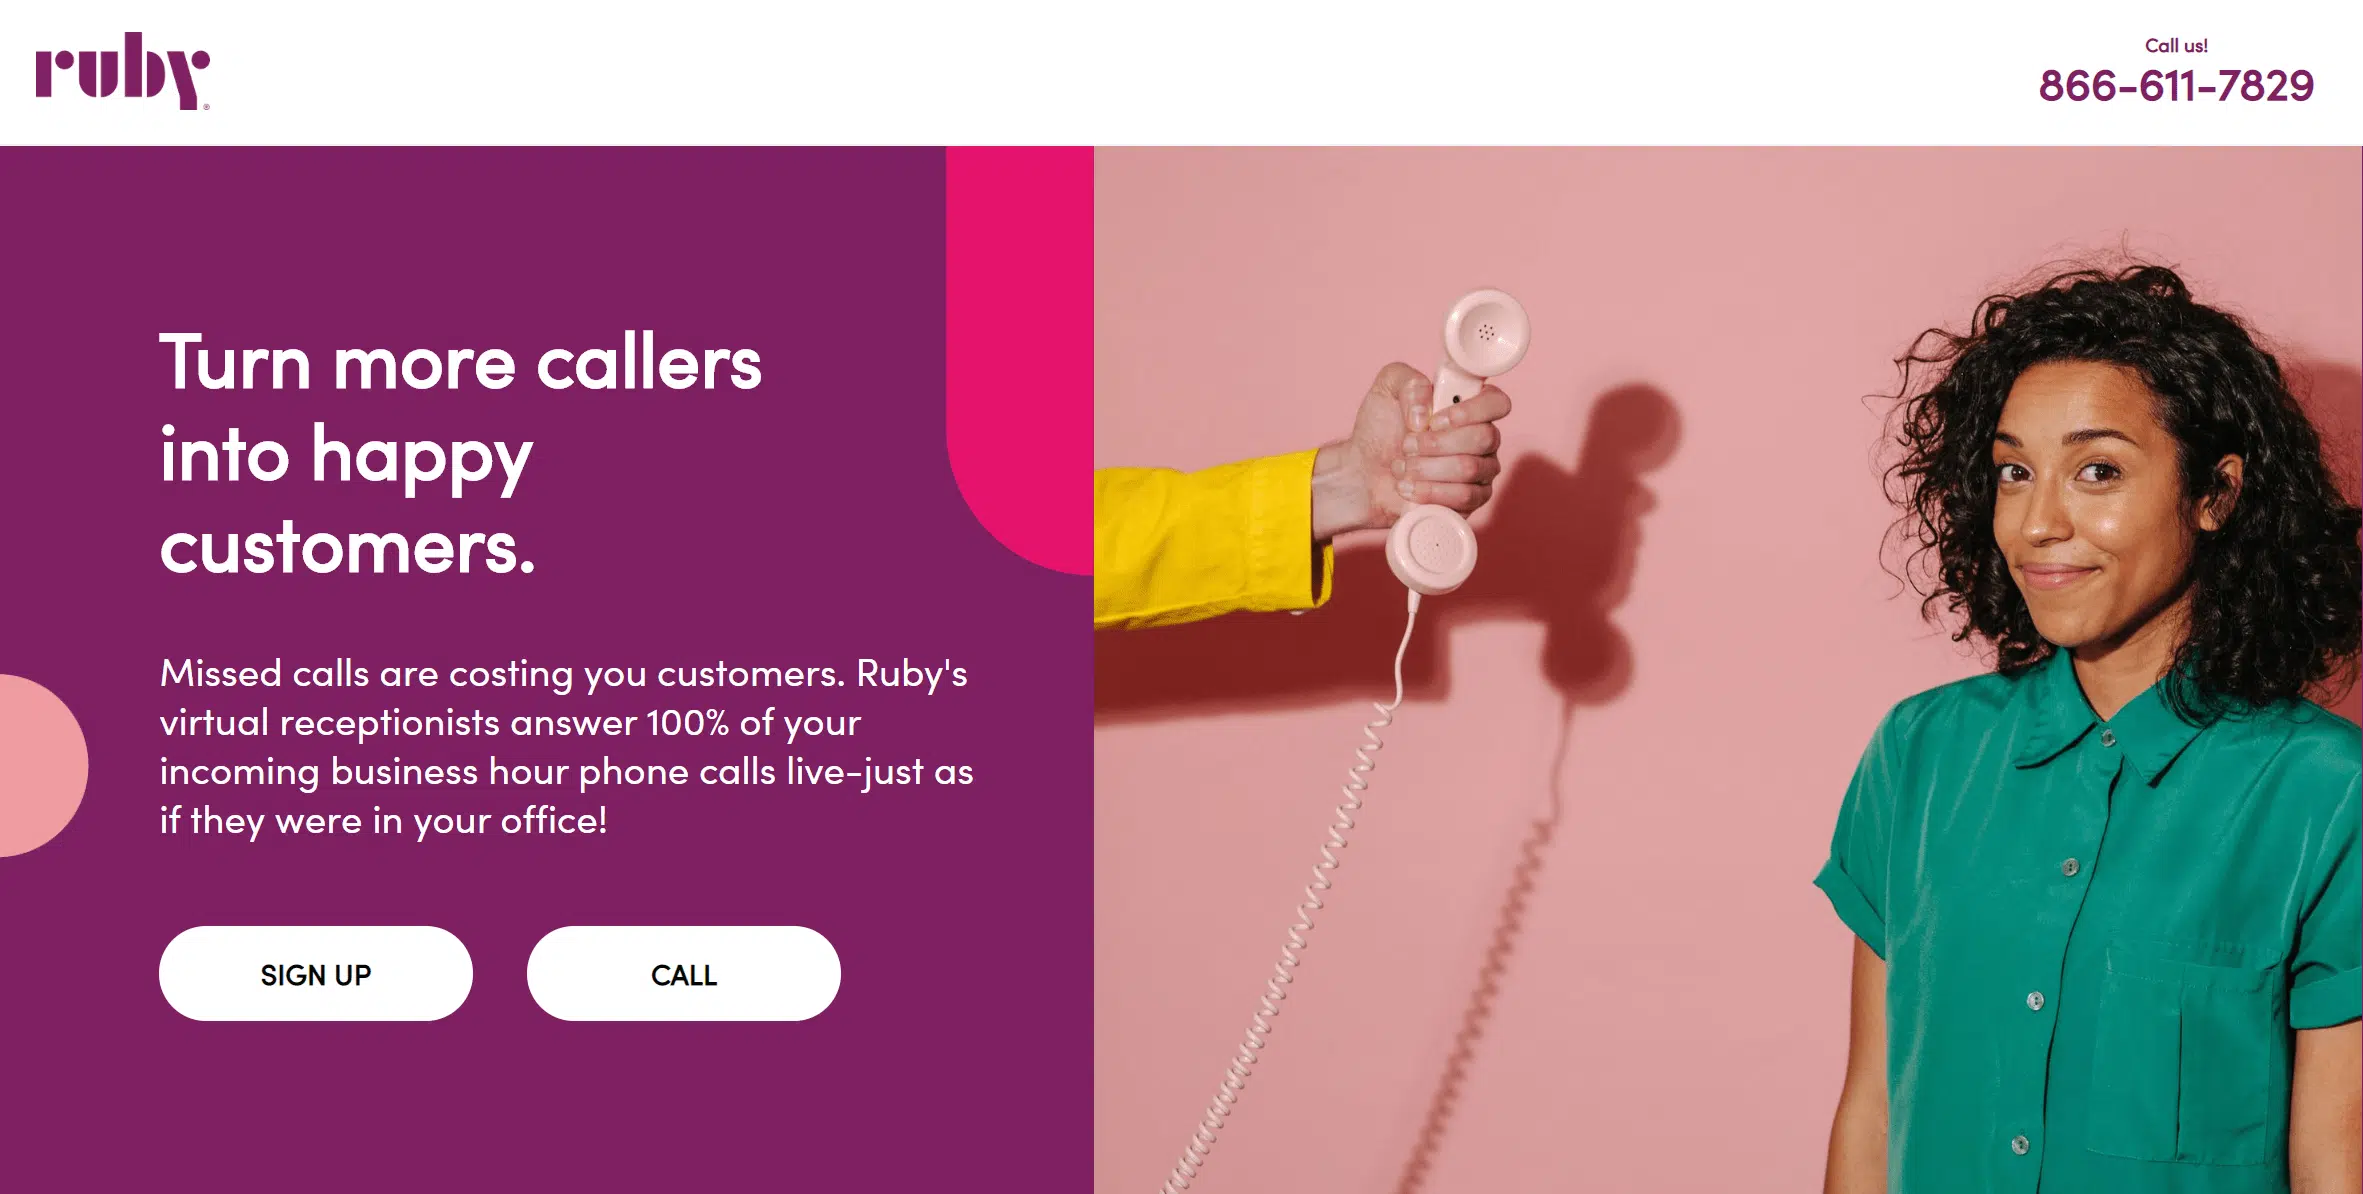 ruby®
Call us!
866-611-7829
Turn more callers
into happy
customers.
Missed calls are costing you customers. Ruby's
virtual receptionists answer 100% of your
incoming business hour phone calls live-just as
if they were in your office!
SIGN UP
CALL